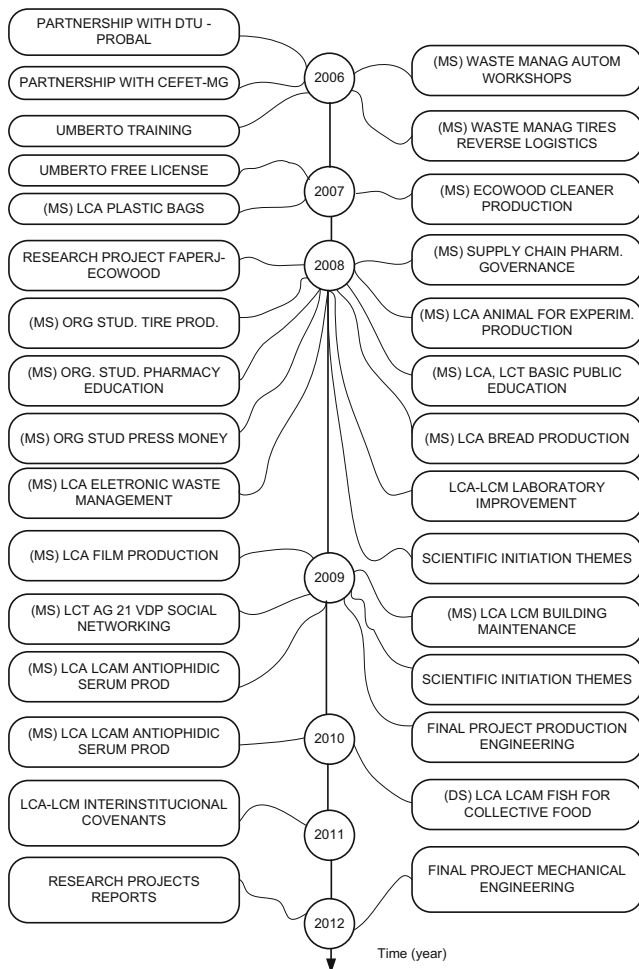 PARTNERSHIP WITH DTU -
PROBAL
PARTNERSHIP WITH CEFET-MG
UMBERTO TRAINING
2006
(MS) WASTE MANAG AUTOM
WORKSHOPS
(MS) WASTE MANAG TIRES
REVERSE LOGISTICS
UMBERTO FREE LICENSE
(MS) LCA PLASTIC BAGS
2007
(MS) ECOWOOD CLEANER
PRODUCTION
RESEARCH PROJECT FAPERJ-
ECOWOOD
(MS) ORG STUD. TIRE PROD.
(MS) ORG. STUD. PHARMACY
EDUCATION
(MS) ORG STUD PRESS MONEY
(MS) LCA ELETRONIC WASTE
MANAGEMENT
2008
(MS) SUPPLY CHAIN PHARM.
GOVERNANCE
(MS) LCA ANIMAL FOR EXPERIM.
PRODUCTION
(MS) LCA, LCT BASIC PUBLIC
EDUCATION
(MS) LCA BREAD PRODUCTION
LCA-LCM LABORATORY
IMPROVEMENT
SCIENTIFIC INITIATION THEMES
(MS) LCA FILM PRODUCTION
(MS) LCT AG 21 VDP SOCIAL
NETWORKING
(MS) LCA LCAM ANTIOPHIDIC
SERUM PROD
2009
(MS) LCA LCM BUILDING
MAINTENANCE
SCIENTIFIC INITIATION THEMES
FINAL PROJECT PRODUCTION
ENGINEERING
(MS) LCA LCAM ANTIOPHIDIC
SERUM PROD
2010
(DS) LCA LCAM FISH FOR
COLLECTIVE FOOD
LCA-LCM INTERINSTITUCIONAL
COVENANTS
2011
RESEARCH PROJECTS
REPORTS
2012
FINAL PROJECT MECHANICAL
ENGINEERING
Time (year)